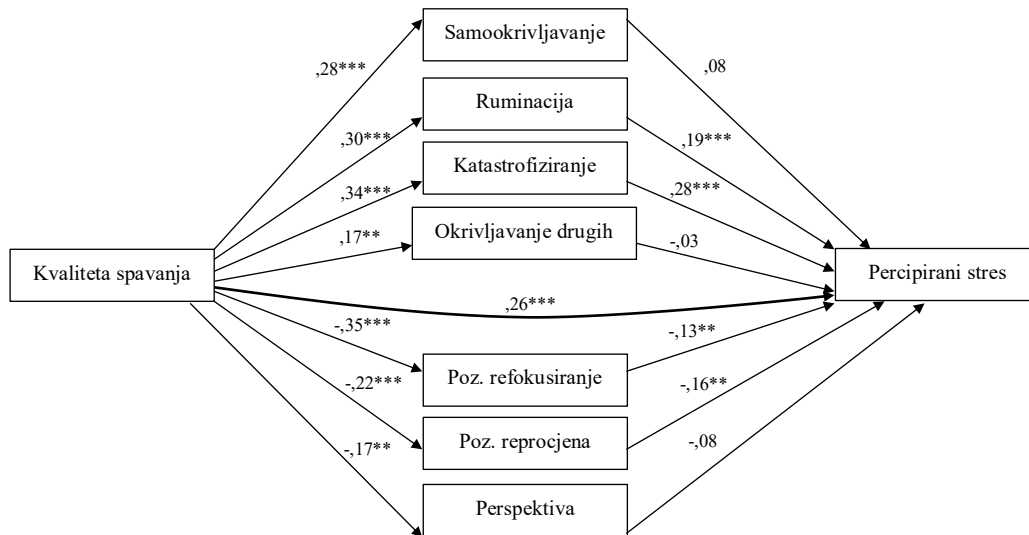 Samookrivljavanje
,28***
,08
Ruminacija
,30***
,19***
Katastrofiziranje
,34***
,28***
Okrivljavanje drugih
,17**
-,03
Kvaliteta spavanja
Percipirani stres
,26***
-,35***
-,13**
Poz. refokusiranje
-,22***
-,16**
Poz. reprocjena
-,17**
-,08
Perspektiva